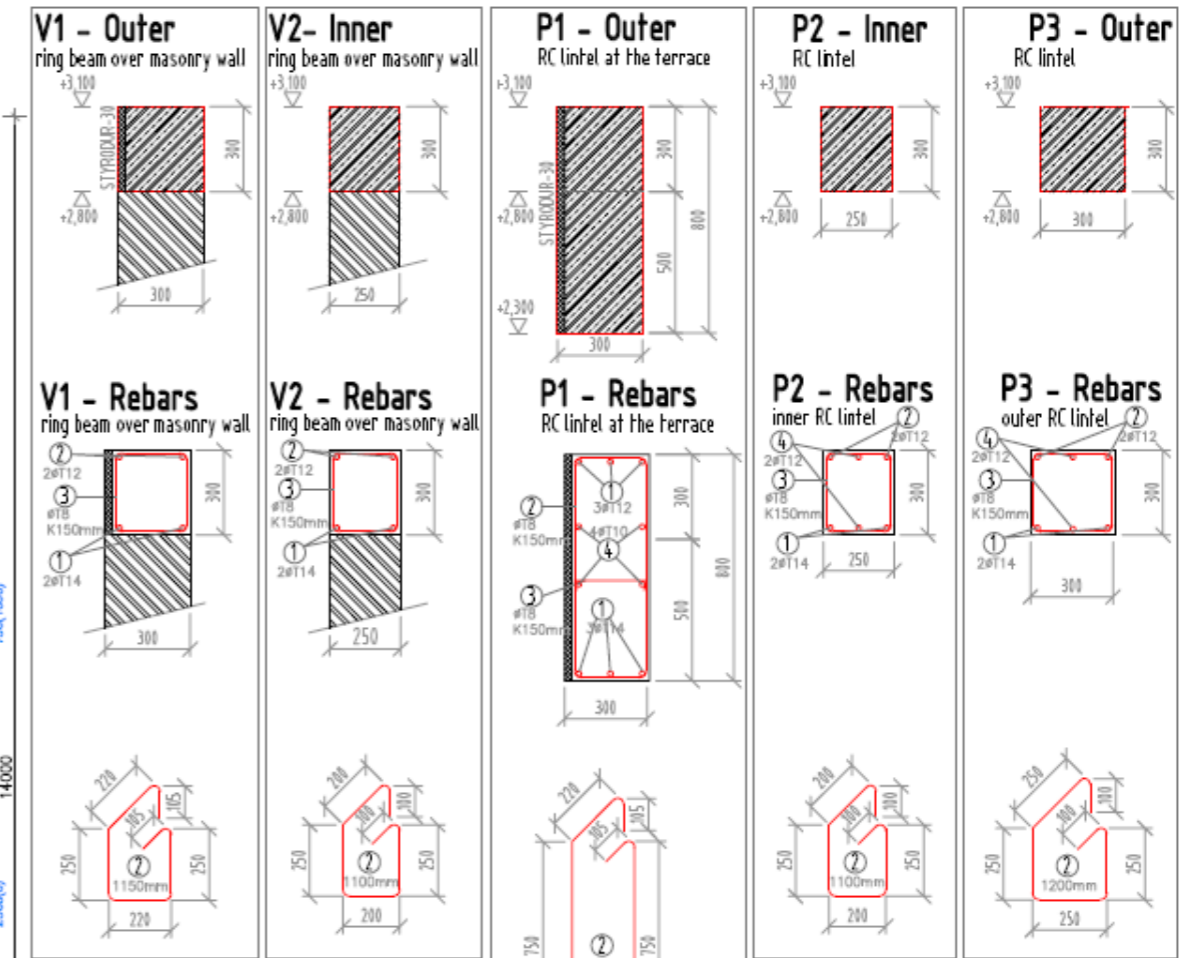 V1 - Outer
ring beam over masonry wall
+3,100
STYRODUR-30
300
+2,800
300
V2- Inner
ring beam over masonry wall
+3,100
300
+2,800
250
P1 - Outer
RC lintel at the terrace
+3,100
STYRODUR-30
300
+2,800
800
500
+2,300
300
P2 - Inner
RC lintel
+3,100
300
+2,800
250
P3 - Outer
RC lintel
+3,100
300
+2,800
300
V1 - Rebars
ring beam over masonry wall
2
2øT12
3
øT8
K150mm
300
1
2øT14
300
V2 - Rebars
ring beam over masonry wall
2
2øT12
3
øT8
K150mm
300
1
2øT14
250
P1 - Rebars
RC lintel at the terrace
1
3øT12
300
2
øT8
K150mm
4øT10
4
800
3
øT8
K150mm
1
3øT14
500
300
P2 - Rebars
inner RC lintel
2
2øT12
4
2øT12
3
øT8
K150mm
300
1
2øT14
250
P3 - Rebars
outer RC lintel
2
2øT12
4
2øT12
3
øT8
K150mm
300
1
2øT14
300
14000
220
105
105
250
2
1150mm
250
220
200
100
100
250
2
1100mm
250
200
220
105
105
750
2
750
200
100
100
250
2
1100mm
250
200
250
100
100
250
2
1200mm
250
250